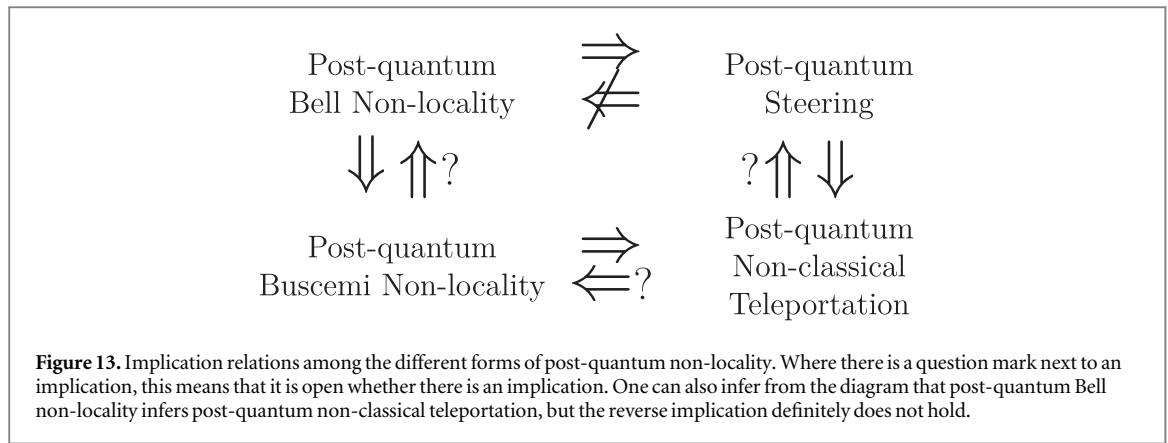 Post-quantum
Bell Non-locality
⇒
⇍
Post-quantum
Steering
⇓ ⇑?
?⇑ ⇓
Post-quantum
Buscemi Non-locality
⇒
⇐?
Post-quantum
Non-classical
Teleportation
Figure 13. Implication relations among the different forms of post-quantum non-locality. Where there is a question mark next to an
implication, this means that it is open whether there is an implication. One can also infer from the diagram that post-quantum Bell
non-locality infers post-quantum non-classical teleportation, but the reverse implication definitely does not hold.